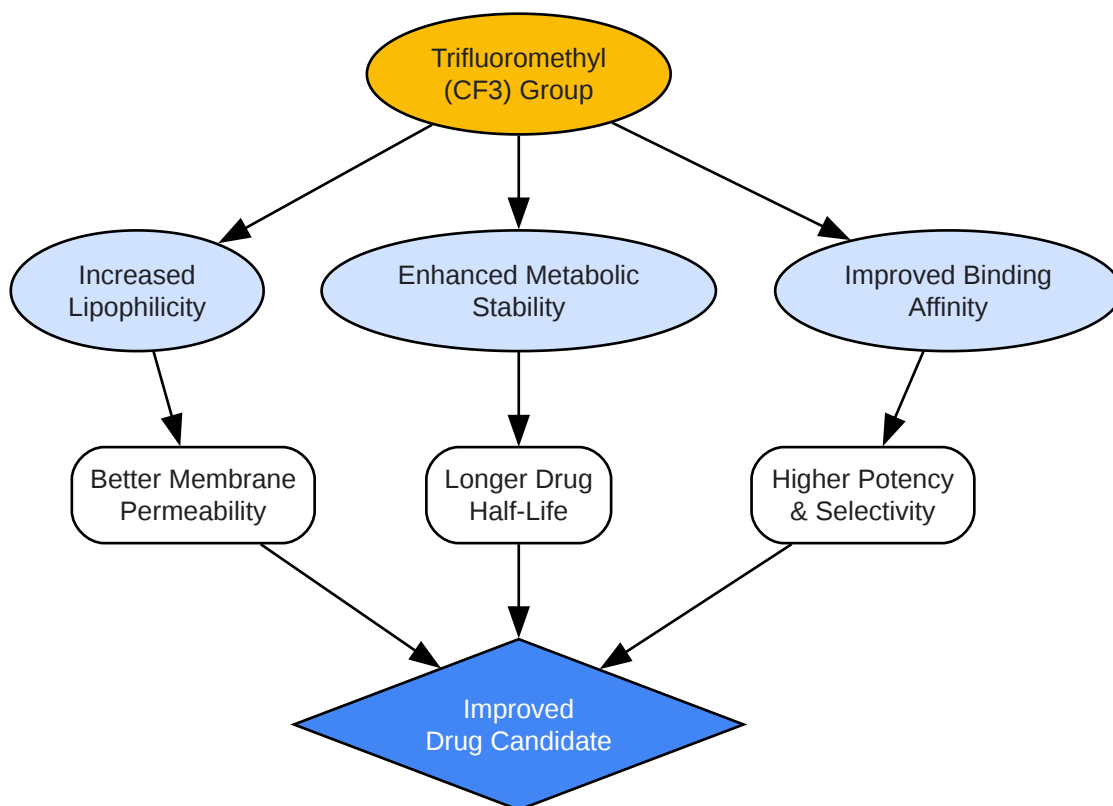 Trifluoromethyl
(CF3) Group
Increased
Lipophilicity
Enhanced Metabolic
Stability
Improved Binding
Affinity
Better Membrane
Permeability
Longer Drug
Half-Life
Higher Potency
& Selectivity
Improved
Drug Candidate